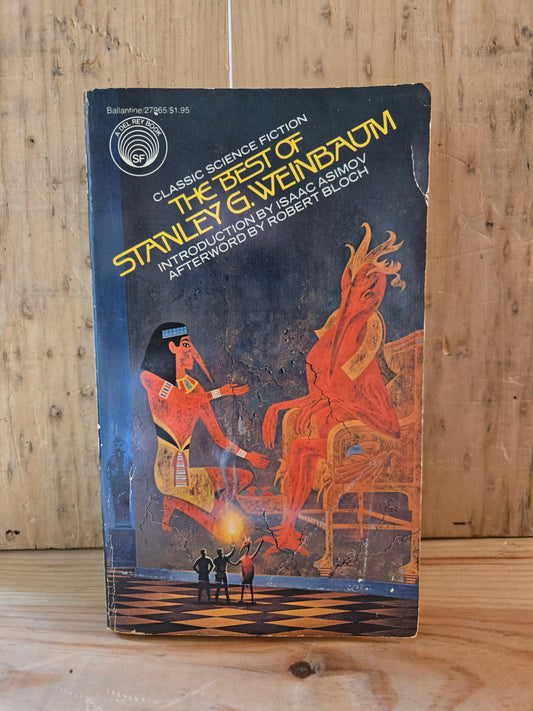 Ballantine/27965/$1.95
A DEL REY BOOK
SF
CLASSIC SCIENCE FICTION
THE BEST OF
STANLEY G. WEINBAUM
INTRODUCTION BY ISAAC ASIMOV
AFTERWORD BY ROBERT BLOCH